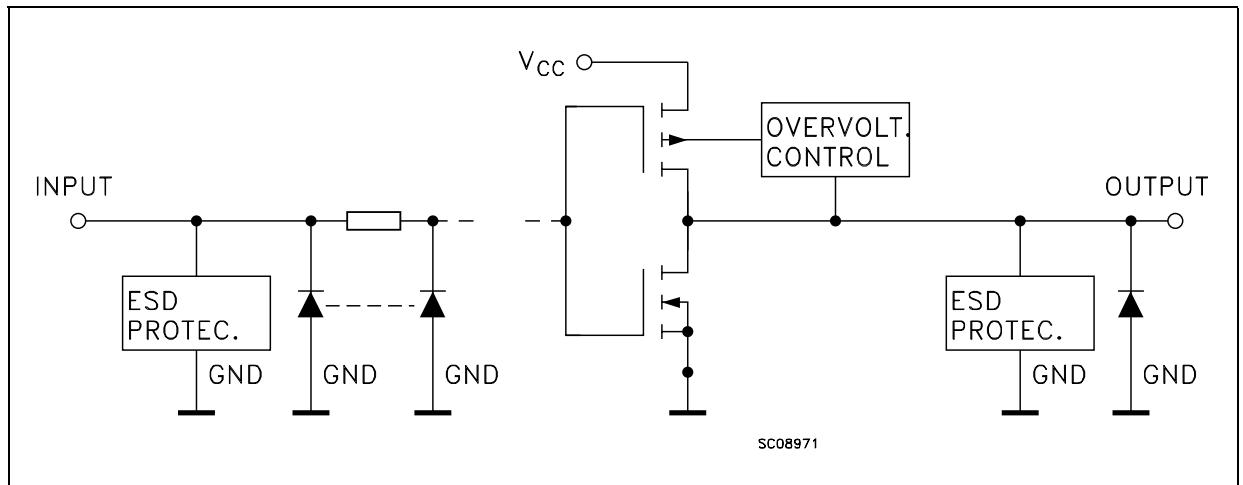 VCC
OVERVOLT.
CONTROL
INPUT
OUTPUT
ESD
PROTEC.
GND
GND
GND
ESD
PROTEC.
GND
GND
SC08971